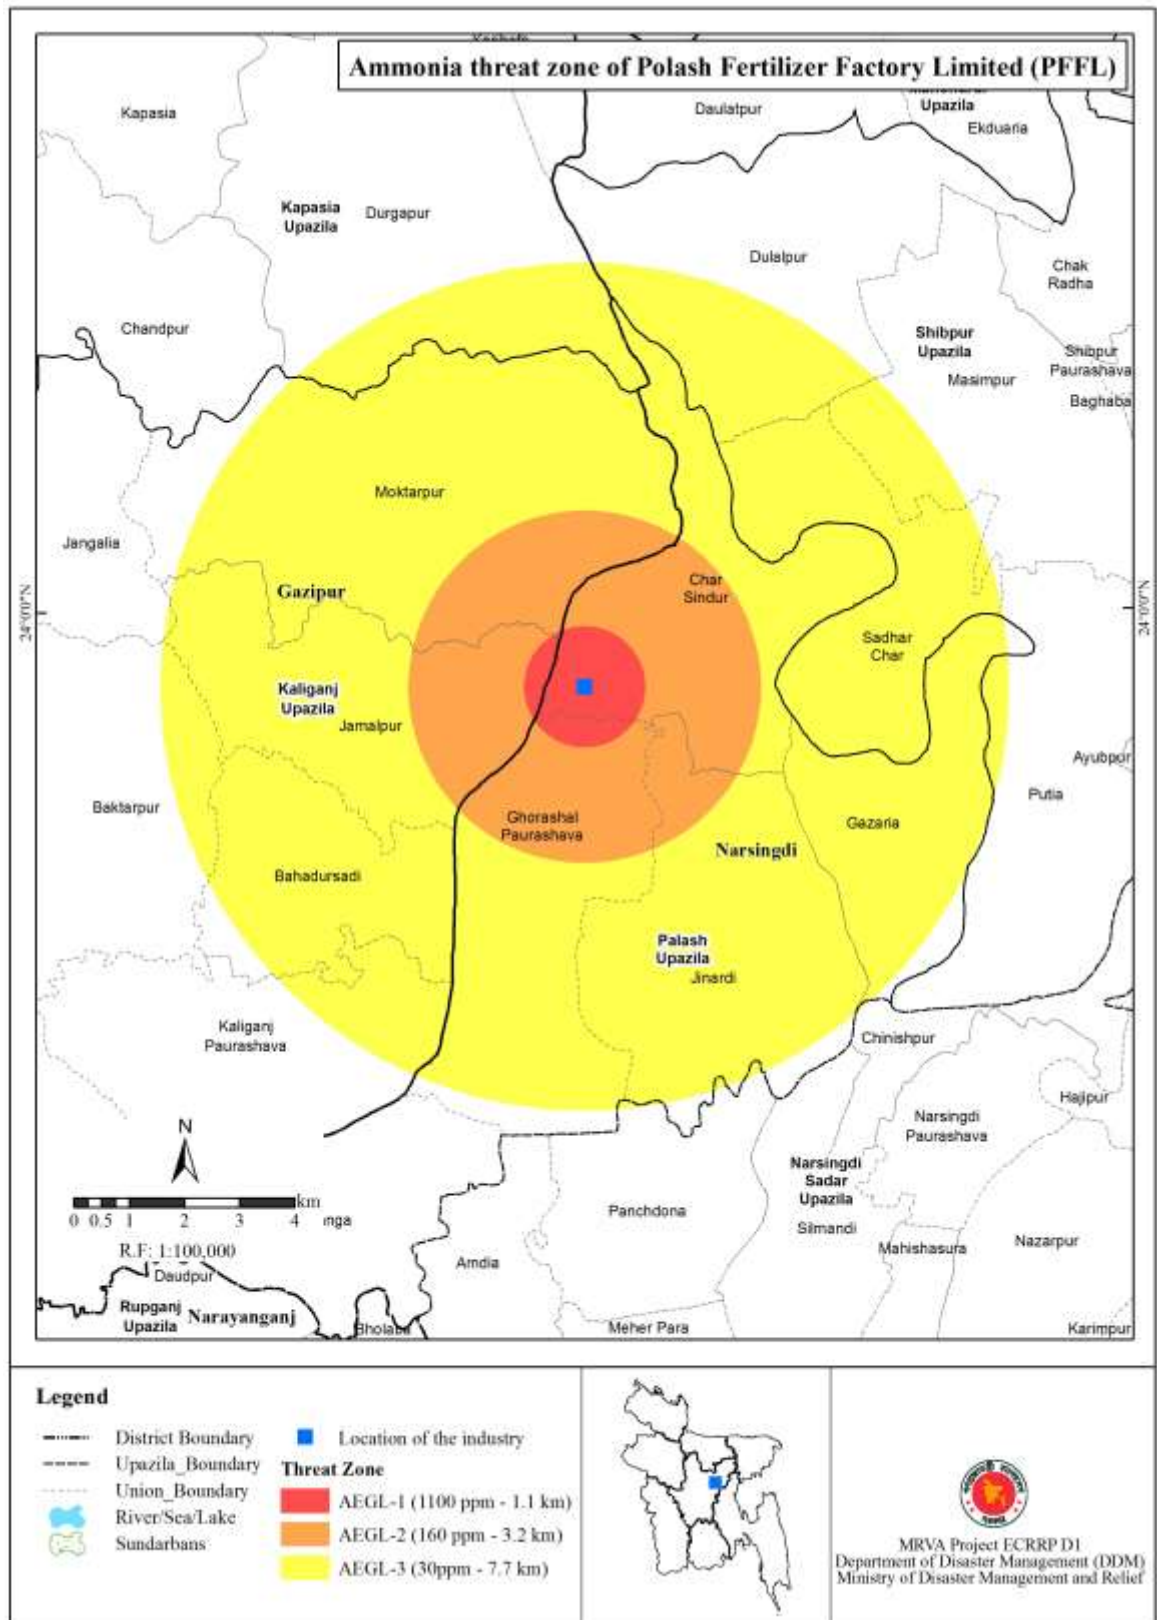 Ammonia threat zone of Polash Fertilizer Factory Limited (PFFL)
Kapasia
Daulatpur
Upazila
Ekduaria
Kapasia
Upazila
Durgapur
Dulalpur
Chak
Radha
Chandpur
Shibpur
Upazila
Shibpur
Paurashava
Masimpur
Baghaba
Moktarpur
Jangalia
Char
Sindur
Gazipur
24°0'0"N
24°0'0"N
Sadhar
Char
Kaliganj
Upazila
Jamalpur
Ayubpur
Baktarpur
Putia
Ghorashal
Paurashava
Gazaria
Narsingdi
Bahadursadi
Palash
Upazila
Jinardi
Kaliganj
Paurashava
Chinishpur
Hajipur
Narsingdi
Paurashava
N
Narsingdi
Sadar
Upazila
km
0 0.5 1 2 3 4
nga
Panchdona
Silmandi
Nazarpur
Mahishasura
R.F: 1:100,000
Amdia
Daudpur
Rupganj
Upazila
Narayanganj
Bholaba
Meher Para
Karimpur
Legend
District Boundary
Upazila_Boundary
Union_Boundary
River/Sea/Lake
Sundarbans
Location of the industry
Threat Zone
AEGL-1 (1100 ppm - 1.1 km)
AEGL-2 (160 ppm - 3.2 km)
AEGL-3 (30ppm - 7.7 km)
MRVA Project ECRRP D1
Department of Disaster Management (DDM)
Ministry of Disaster Management and Relief